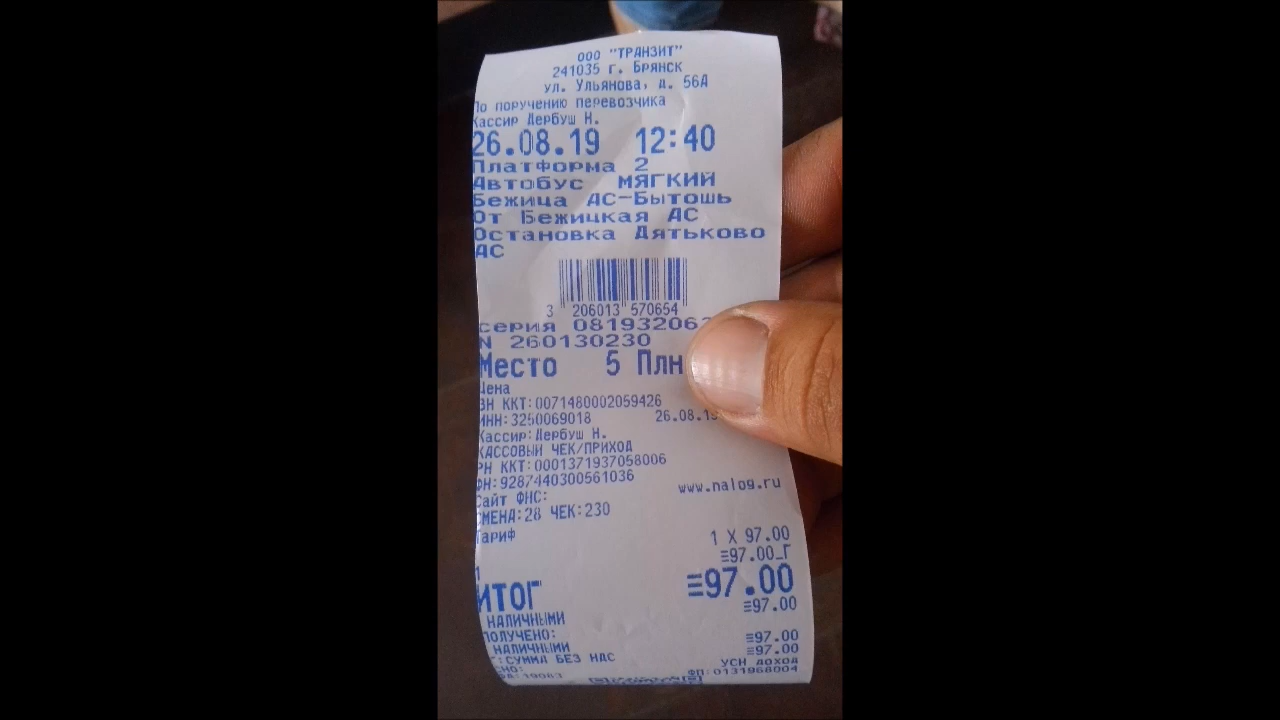 ООО "ТРАНЗИТ"
241035 г. Брянск
ул. Ульянова, д. 56А
По поручению перевозчика
Кассир Дербуш Н.
26.08.19 12:40
Платформа 2
Автобус МЯГКИЙ
Бежица АС-Бытошь
От Бежицкая АС
Остановка Дятьково
АС
3 206013 570654
серия 08193206
N 260130230
Место 5 Плн
Цена
ЗН ККТ:0071480002059426
ИНН:3250069018 26.08.19
Кассир:Дербуш Н.
КАССОВЫЙ ЧЕК/ПРИХОД
РН ККТ:0001371937058006
ФН:9287440300561036
Сайт ФНС: www.nalog.ru
СМЕНА:28 ЧЕК:230
Тариф 1 X 97.00
≡97.00_Г
1
ИТОГ ≡97.00
НАЛИЧНЫМИ ≡97.00
ПОЛУЧЕНО:
НАЛИЧНЫМИ ≡97.00
Г:СУММА БЕЗ НДС ≡97.00
СНО: УСН доход
ФП:0131968004